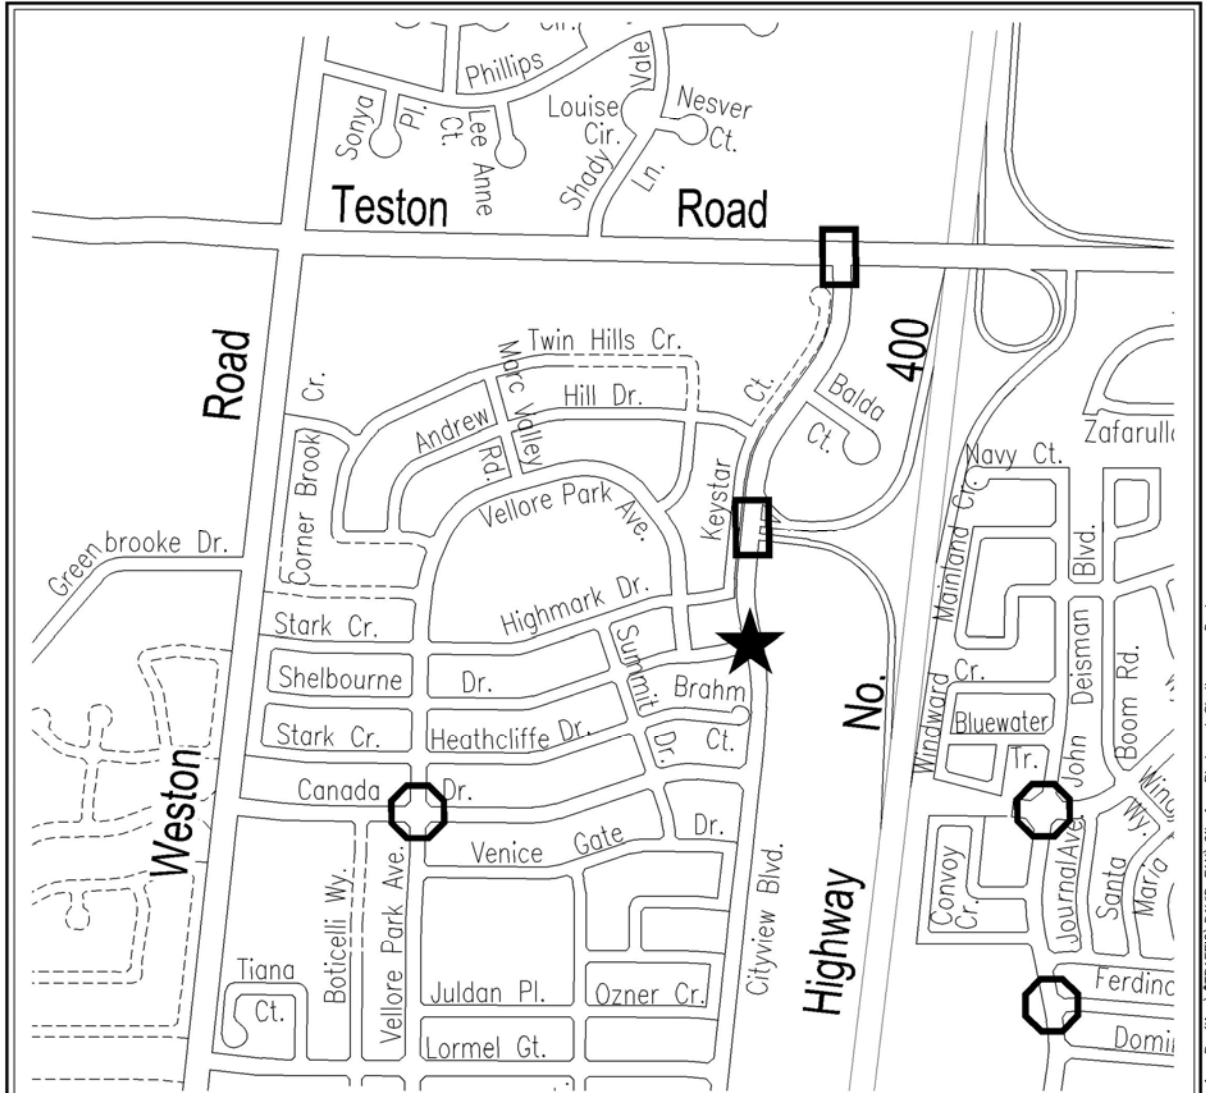 Cir.
Phillips
Vale
Sonya
Pl.
Ct.
Lee Anne
Louise
Cir.
Nesver
Ct.
Shady
Ln.
Teston Road
Road
400
Twin Hills Cr.
Marc Valley
Rd.
Hill Dr.
Andrew
Cr.
Corner Brook
Ct.
Balda
Ct.
Keystar
Zafarulla
Navy Ct.
Mainland Cr.
Vellore Park
Ave.
Greenbrooke Dr.
Blvd.
Highmark Dr.
Stark Cr.
Summit
Dr.
Deisman
John
Boom Rd.
Shelbourne Dr.
Brahm
Ct.
Windward
Cr.
No.
Bluewater
Tr.
Stark Cr.
Heathcliffe Dr.
Canada Dr.
Weston
Venice Gate Dr.
Wy.
Boticelli Wy.
Vellore Park Ave.
Cityview Blvd.
Convoy
Cr.
Journal Ave.
Santa
Maria
Highway
Tiana
Ct.
Juldan Pl.
Ozner Cr.
Lormel Gt.